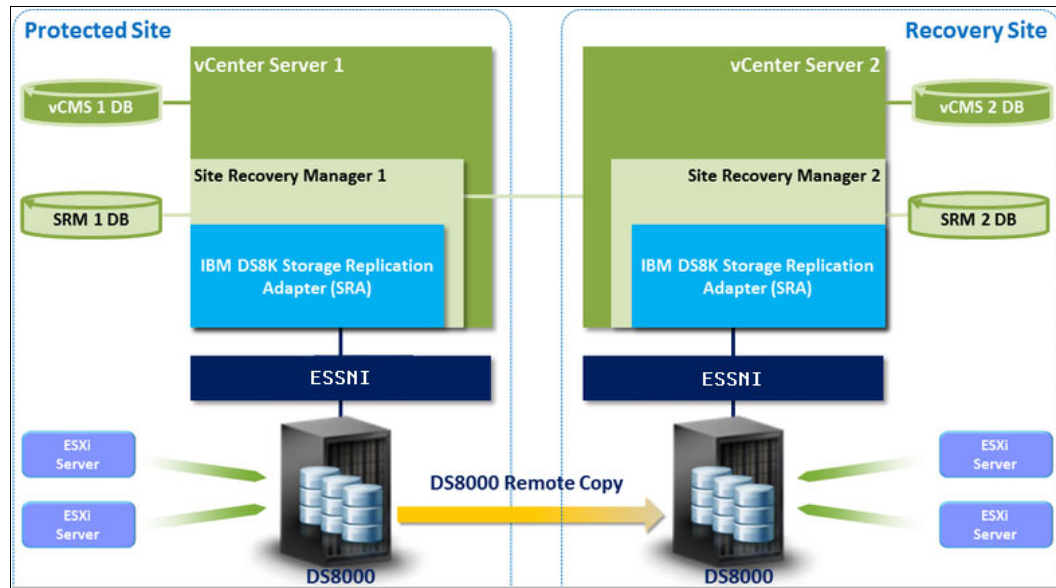 Protected Site
Recovery Site
vCenter Server 1
vCenter Server 2
vCMS 1 DB
vCMS 2 DB
Site Recovery Manager 1
Site Recovery Manager 2
SRM 1 DB
SRM 2 DB
IBM DS8K Storage Replication
Adapter (SRA)
IBM DS8K Storage Replication
Adapter (SRA)
ESSNI
ESSNI
ESXi
Server
ESXi
Server
DS8000 Remote Copy
ESXi
Server
ESXi
Server
DS8000
DS8000